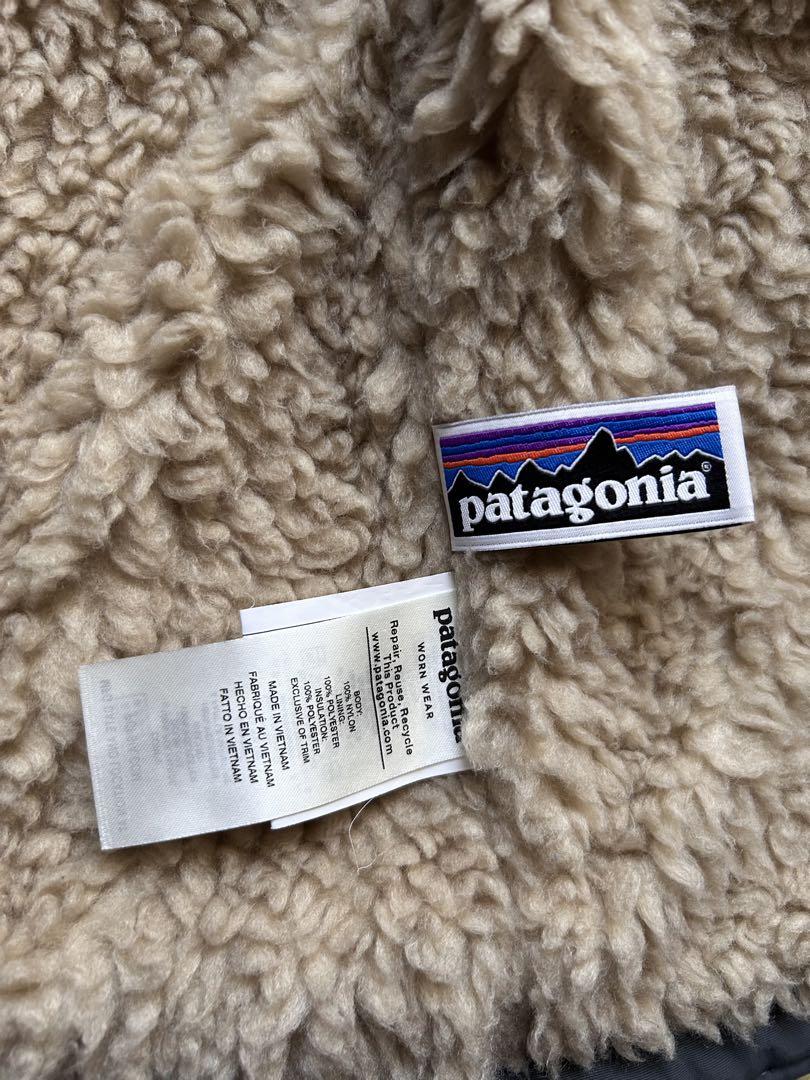 patagonia®
patagonia
WORN WEAR
Repair, Reuse, Recycle
This Product
www.patagonia.com
BODY:
100% NYLON
LINING:
100% POLYESTER
INSULATION:
100% POLYESTER
EXCLUSIVE OF TRIM
MADE IN VIETNAM
FABRIQUÉ AU VIETNAM
HECHO EN VIETNAM
FATTO IN VIETNAM